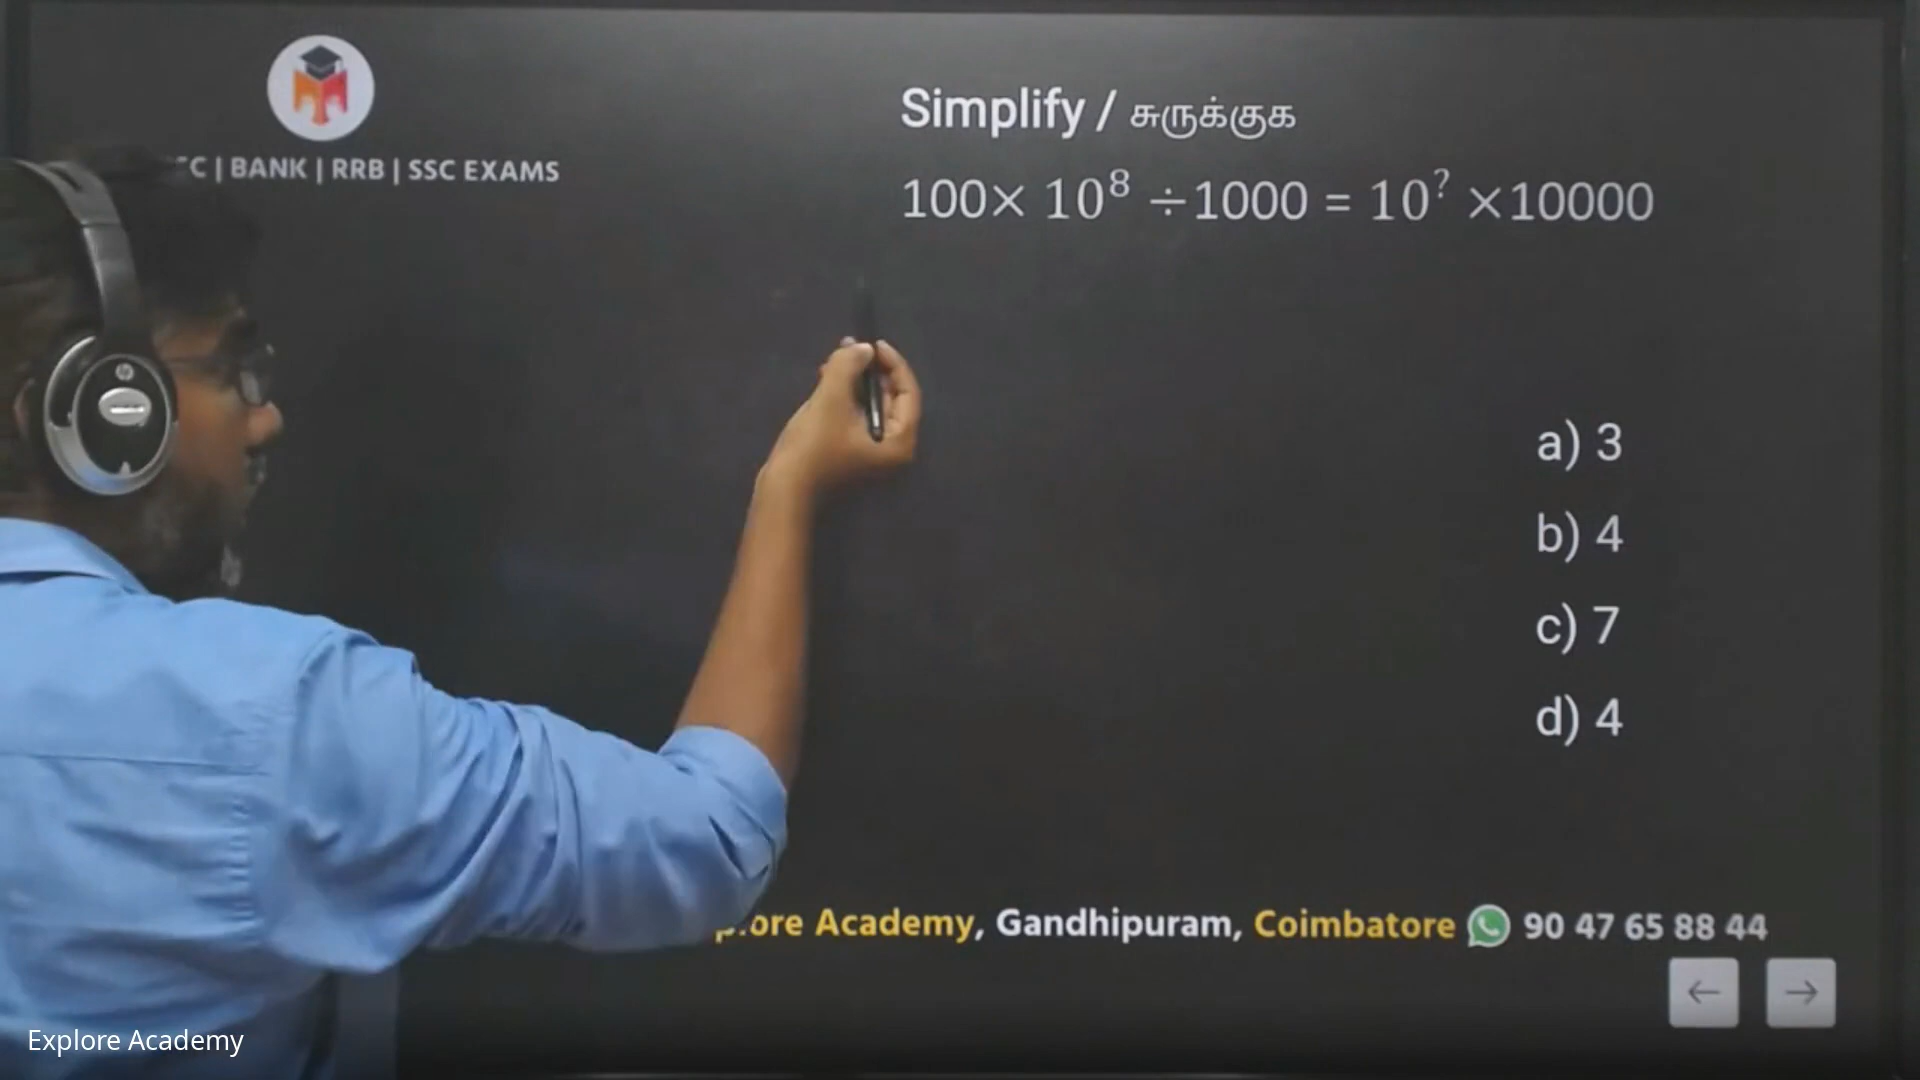 C | BANK | RRB | SSC EXAMS
Simplify / சுருக்குக
100× 10⁸ ÷1000 = 10^? ×10000
a) 3
b) 4
c) 7
d) 4
ore Academy, Gandhipuram, Coimbatore 90 47 65 88 44
Explore Academy